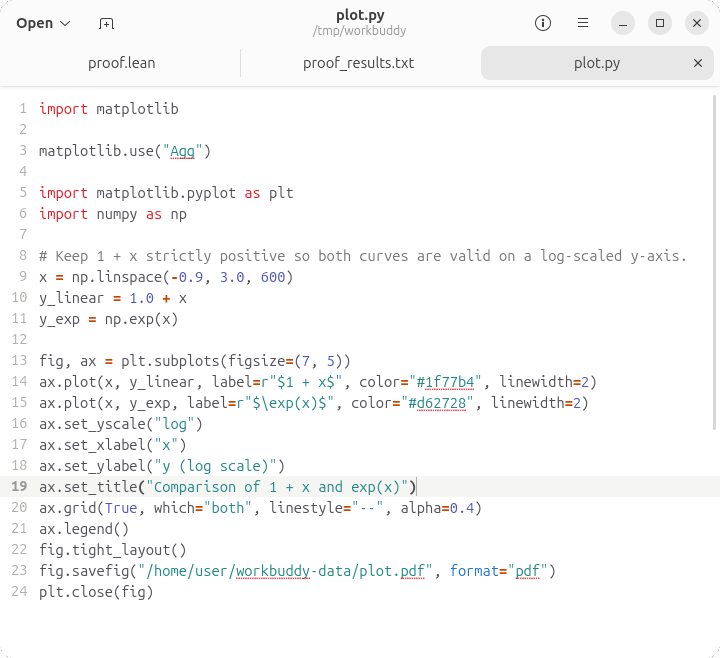 Open
plot.py
/tmp/workbuddy
proof.lean
proof_results.txt
plot.py
1 import matplotlib
2
3 matplotlib.use("Agg")
4
5 import matplotlib.pyplot as plt
6 import numpy as np
7
8 # Keep 1 + x strictly positive so both curves are valid on a log-scaled y-axis.
9 x = np.linspace(-0.9, 3.0, 600)
10 y_linear = 1.0 + x
11 y_exp = np.exp(x)
12
13 fig, ax = plt.subplots(figsize=(7, 5))
14 ax.plot(x, y_linear, label=r"$1 + x$", color="#1f77b4", linewidth=2)
15 ax.plot(x, y_exp, label=r"$\exp(x)$", color="#d62728", linewidth=2)
16 ax.set_yscale("log")
17 ax.set_xlabel("x")
18 ax.set_ylabel("y (log scale)")
19 ax.set_title("Comparison of 1 + x and exp(x)")
20 ax.grid(True, which="both", linestyle="--", alpha=0.4)
21 ax.legend()
22 fig.tight_layout()
23 fig.savefig("/home/user/workbuddy-data/plot.pdf", format="pdf")
24 plt.close(fig)